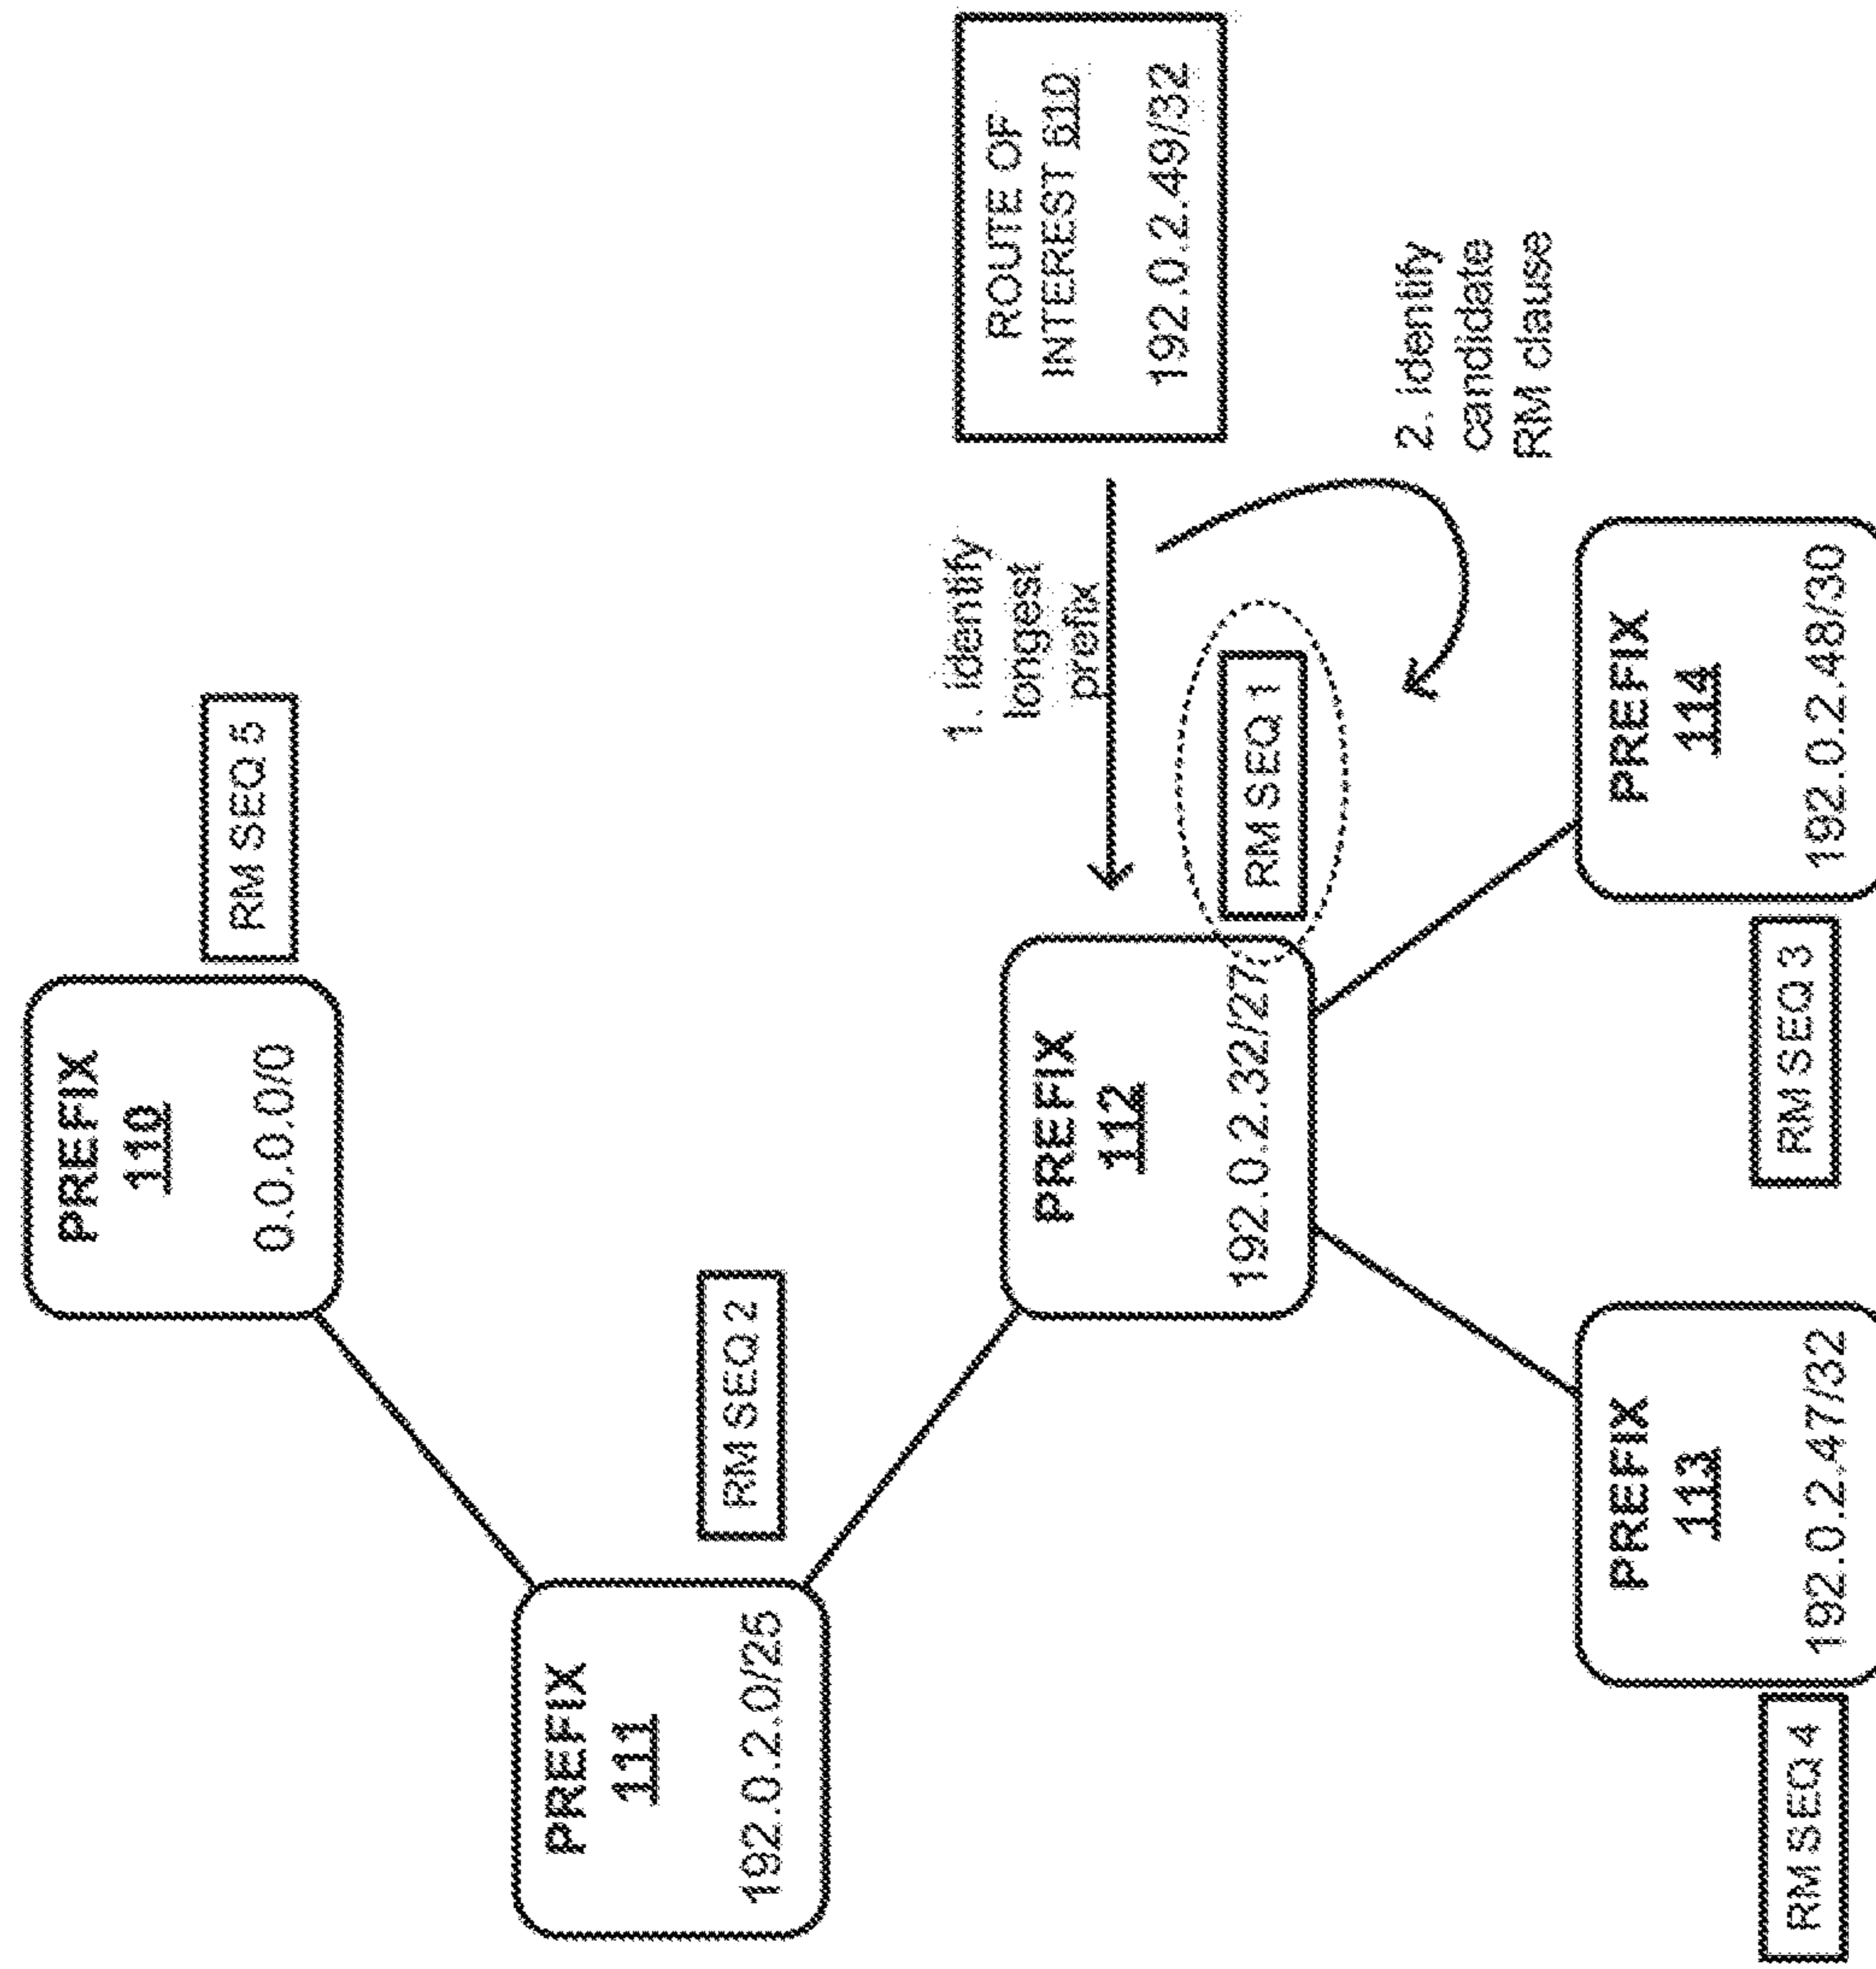 PREFIX
110
0.0.0.0/0
RM SEQ 5
PREFIX
111
192.0.2.0/25
RM SEQ 2
PREFIX
112
192.0.2.32/27
RM SEQ 1
1. identify
longest
prefix
ROUTE OF
INTEREST 610
192.0.2.49/32
2. identify
candidate
RM clause
PREFIX
113
192.0.2.47/32
RM SEQ 4
PREFIX
114
192.0.2.48/30
RM SEQ 3